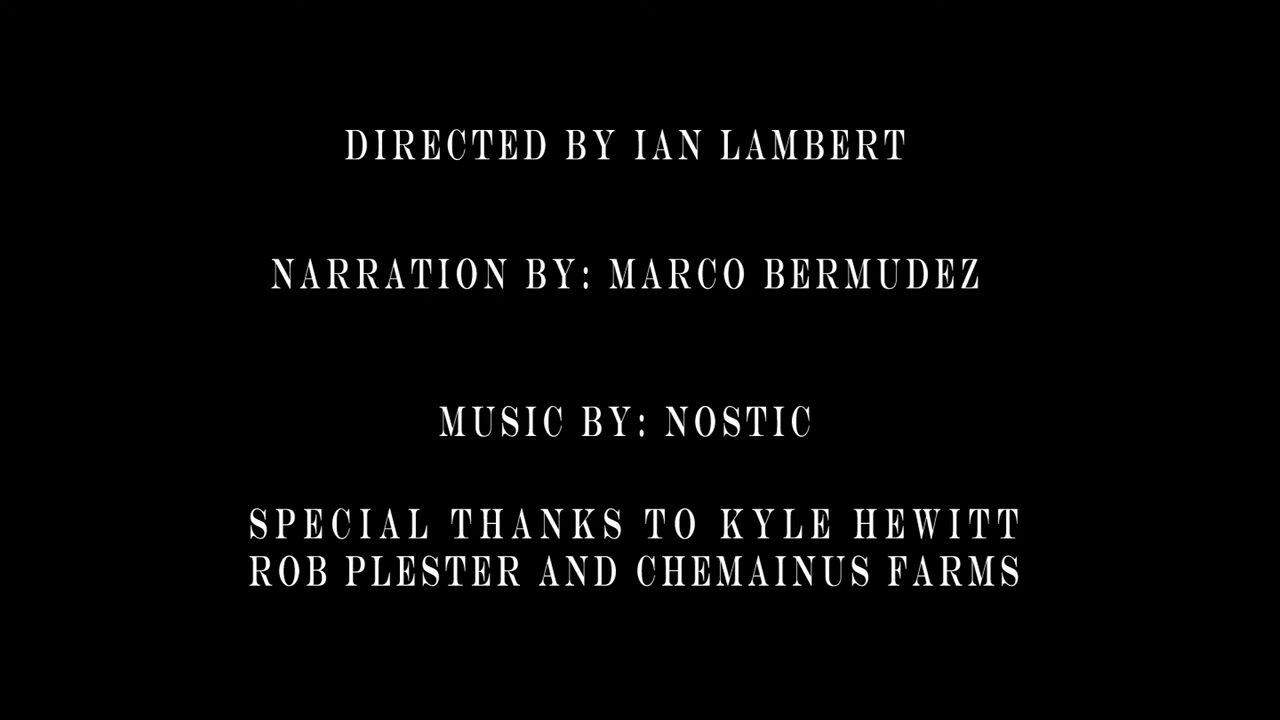 DIRECTED BY IAN LAMBERT
NARRATION BY: MARCO BERMUDEZ
MUSIC BY: NOSTIC
SPECIAL THANKS TO KYLE HEWITT
ROB PLESTER AND CHEMAINUS FARMS